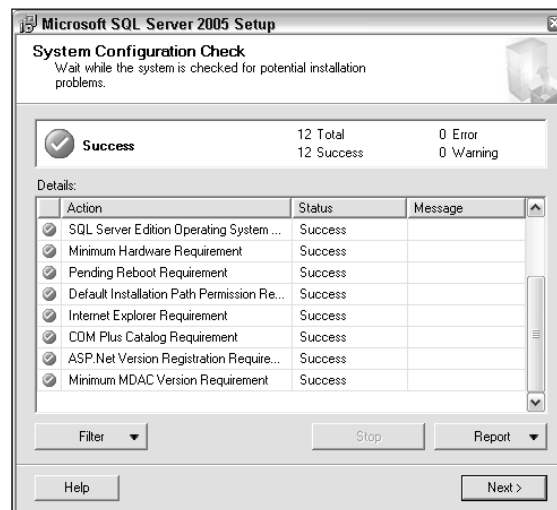 Microsoft SQL Server 2005 Setup
System Configuration Check
Wait while the system is checked for potential installation
problems.
Success
12 Total
0 Error
12 Success
0 Warning
Details:
Action Status Message
SQL Server Edition Operating System ... Success
Minimum Hardware Requirement Success
Pending Reboot Requirement Success
Default Installation Path Permission Re... Success
Internet Explorer Requirement Success
COM Plus Catalog Requirement Success
ASP.Net Version Registration Require... Success
Minimum MDAC Version Requirement Success
Filter Stop Report
Help Next >